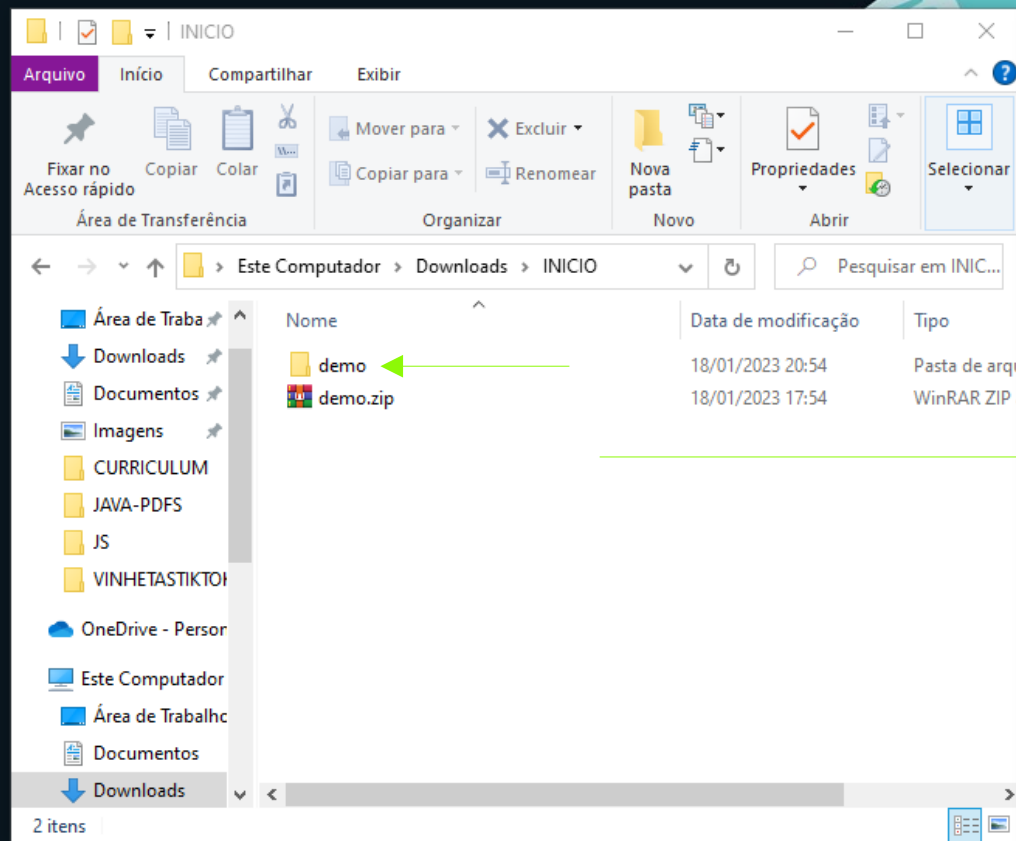 INICIO
Arquivo Início Compartilhar Exibir
Fixar no Acesso rápido
Copiar
Colar
Mover para
Copiar para
Excluir
Renomear
Nova pasta
Propriedades
Selecionar
Área de Transferência Organizar Novo Abrir
Este Computador Downloads INICIO
Pesquisar em INIC...
Nome Data de modificação Tipo
demo 18/01/2023 20:54 Pasta de arqu
demo.zip 18/01/2023 17:54 WinRAR ZIP
Área de Traba
Downloads
Documentos
Imagens
CURRICULUM
JAVA-PDFS
JS
VINHETASTIKTOK
OneDrive - Person
Este Computador
Área de Trabalho
Documentos
Downloads
2 itens